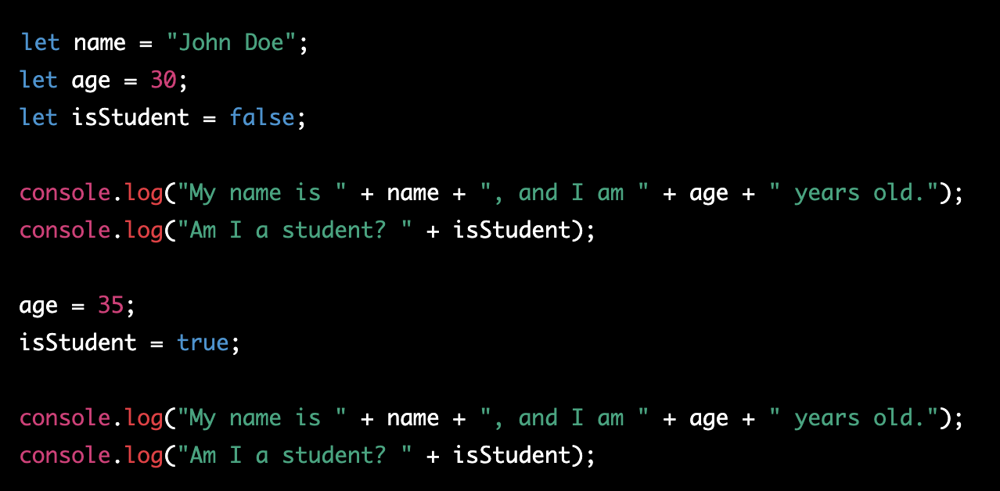 let name = "John Doe";
let age = 30;
let isStudent = false;
console.log("My name is " + name + ", and I am " + age + " years old.");
console.log("Am I a student? " + isStudent);
age = 35;
isStudent = true;
console.log("My name is " + name + ", and I am " + age + " years old.");
console.log("Am I a student? " + isStudent);